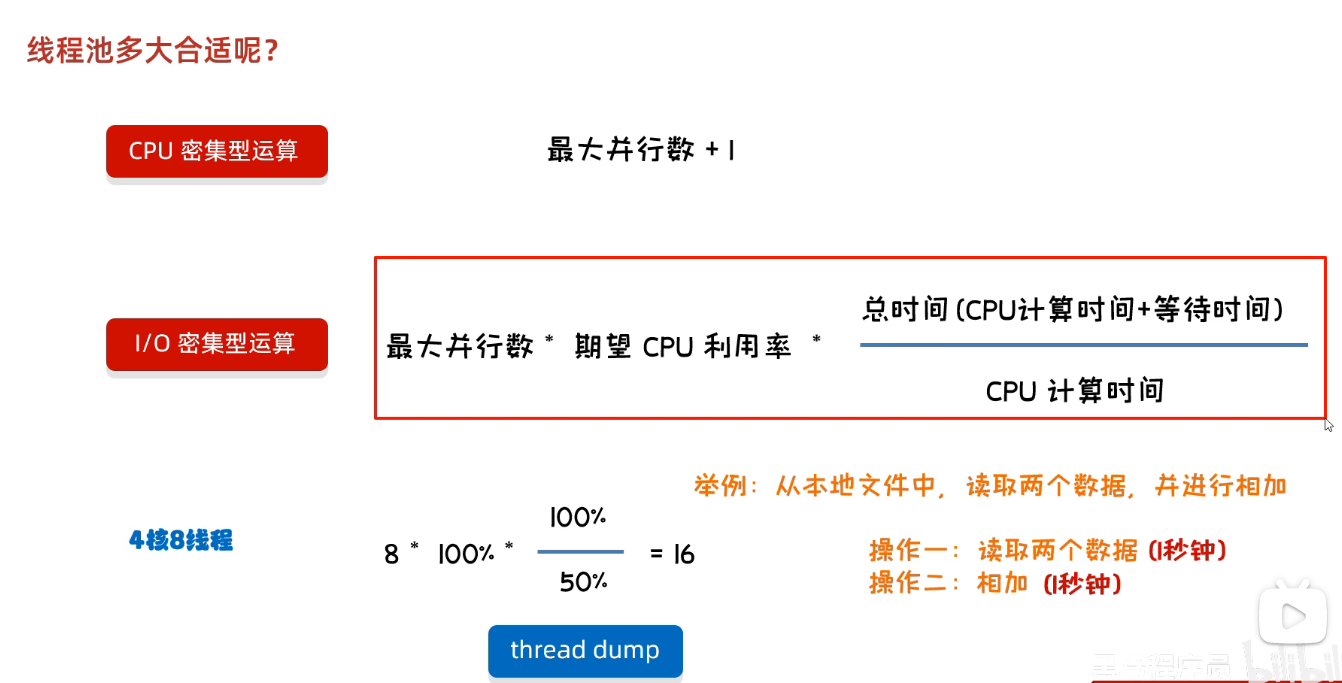 线程池多大合适呢?
CPU 密集型运算
最大并行数 + 1
I/O 密集型运算
最大并行数 * 期望 CPU 利用率 *
总时间(CPU计算时间+等待时间)
CPU 计算时间
举例: 从本地文件中, 读取两个数据, 并进行相加
4核8线程
8 * 100% *
100%
50%
= 16
操作一: 读取两个数据 (1秒钟)
操作二: 相加 (1秒钟)
thread dump
bilibili